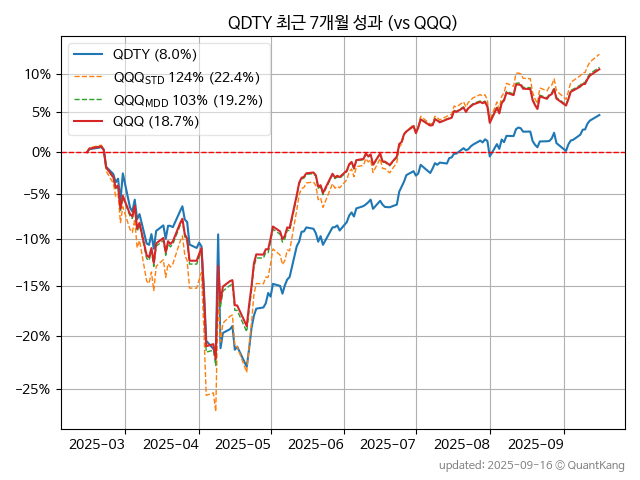 QDTY 최근 7개월 성과 (vs QQQ)
QDTY (8.0%)
QQQSTD 124% (22.4%)
QQQMDD 103% (19.2%)
QQQ (18.7%)
10%
5%
0%
−5%
−10%
−15%
−20%
−25%
2025−03 2025−04 2025−05 2025−06 2025−07 2025−08 2025−09
updated: 2025-09-16 ⓒ QuantKang